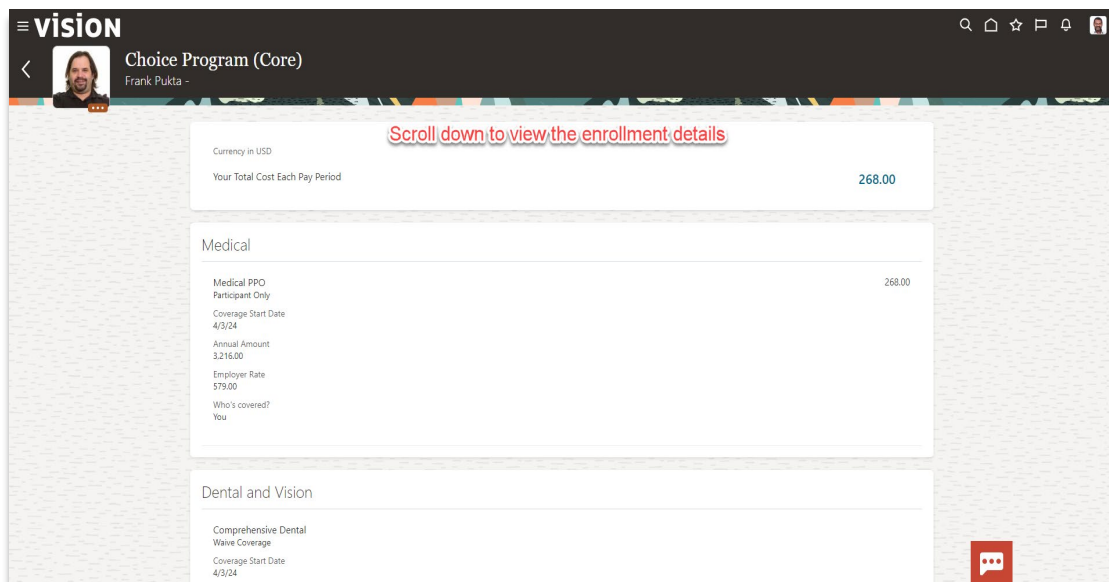 vision
Choice Program (Core)
Frank Pukta -
Scroll down to view the enrollment details
Currency in USD
Your Total Cost Each Pay Period
268.00
Medical
Medical PPO
268.00
Participant Only
Coverage Start Date
4/3/24
Annual Amount
3,216.00
Employer Rate
579.00
Who's covered?
You
Dental and Vision
Comprehensive Dental
Waive Coverage
Coverage Start Date
4/3/24